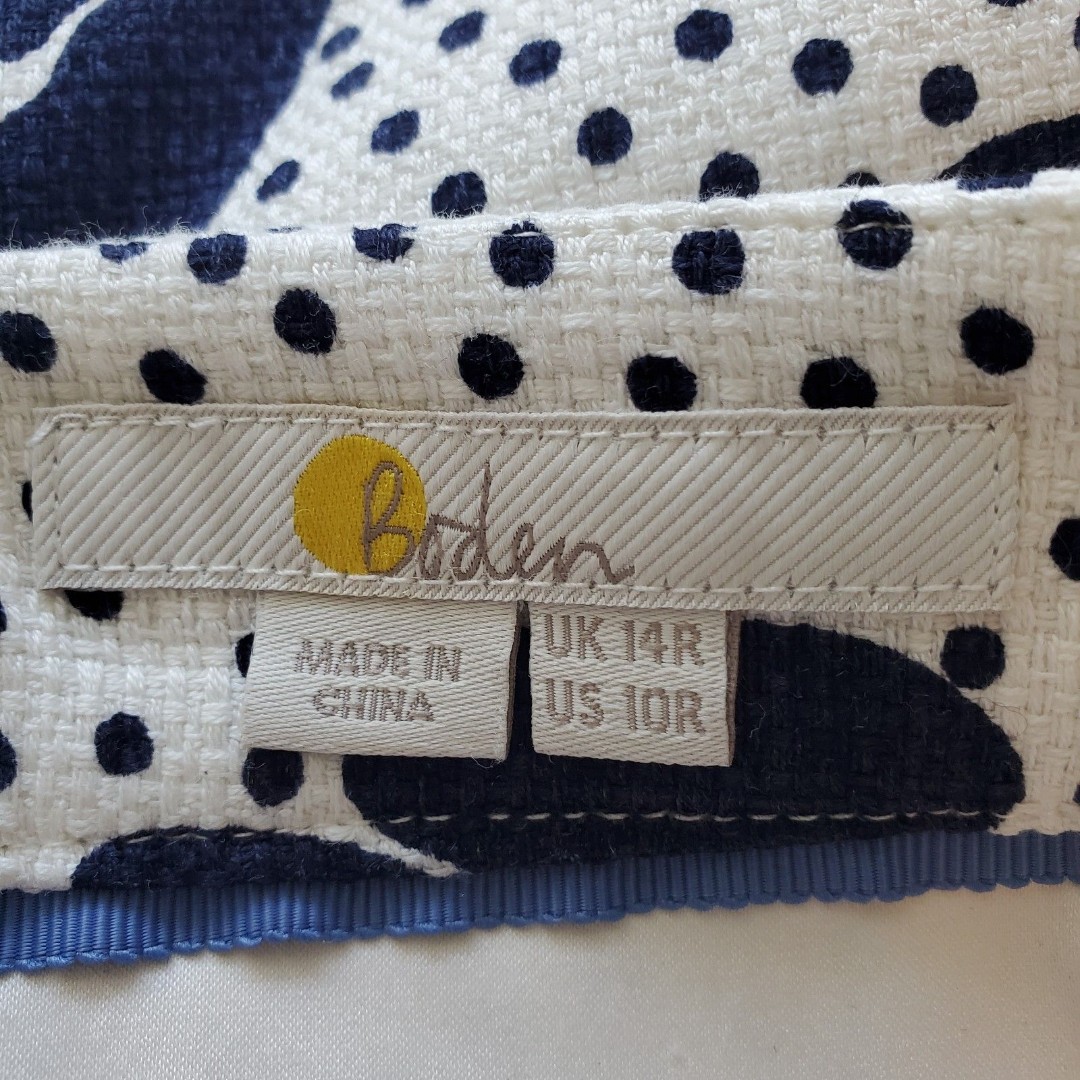 Boden
MADE IN
CHINA
UK 14R
US 10R